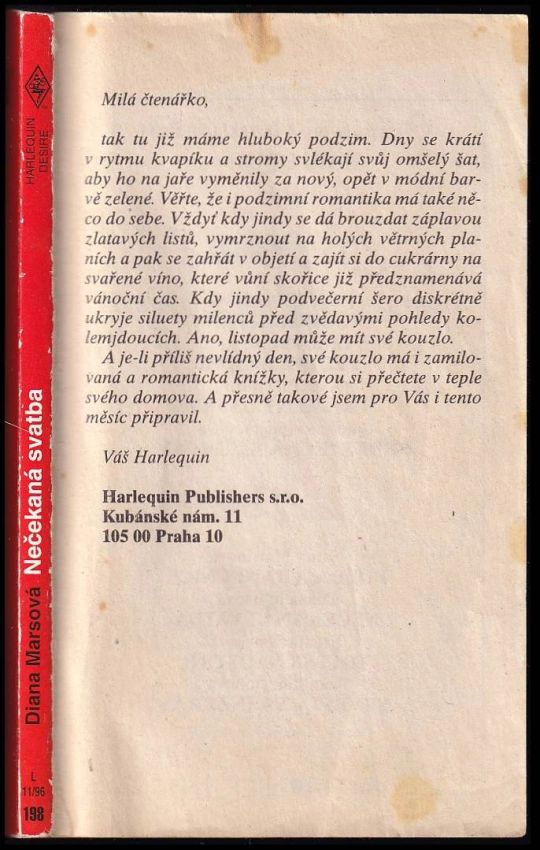 HARLEQUIN
DESIRE
Diana Marsová Nečekaná svatba
L
11/96
198
Milá čtenářko,
tak tu již máme hluboký podzim. Dny se krátí
v rytmu kvapíku a stromy svlékají svůj omšelý šat,
aby ho na jaře vyměnily za nový, opět v módní bar-
vě zelené. Věřte, že i podzimní romantika má také ně-
co do sebe. Vždyť kdy jindy se dá brouzdat záplavou
zlatavých listů, vymrznout na holých větrných plá-
ních a pak se zahřát v objetí a zajít si do cukrárny na
svařené víno, které vůní skořice již předznamenává
vánoční čas. Kdy jindy podvečerní šero diskrétně
ukryje siluety milenců před zvědavými pohledy ko-
lemjdoucích. Ano, listopad může mít své kouzlo.
A je-li příliš nevlídný den, své kouzlo má i zamilo-
vaná a romantická knížky, kterou si přečtete v teple
svého domova. A přesně takové jsem pro Vás i tento
měsíc připravil.
Váš Harlequin
Harlequin Publishers s.r.o.
Kubánské nám. 11
105 00 Praha 10